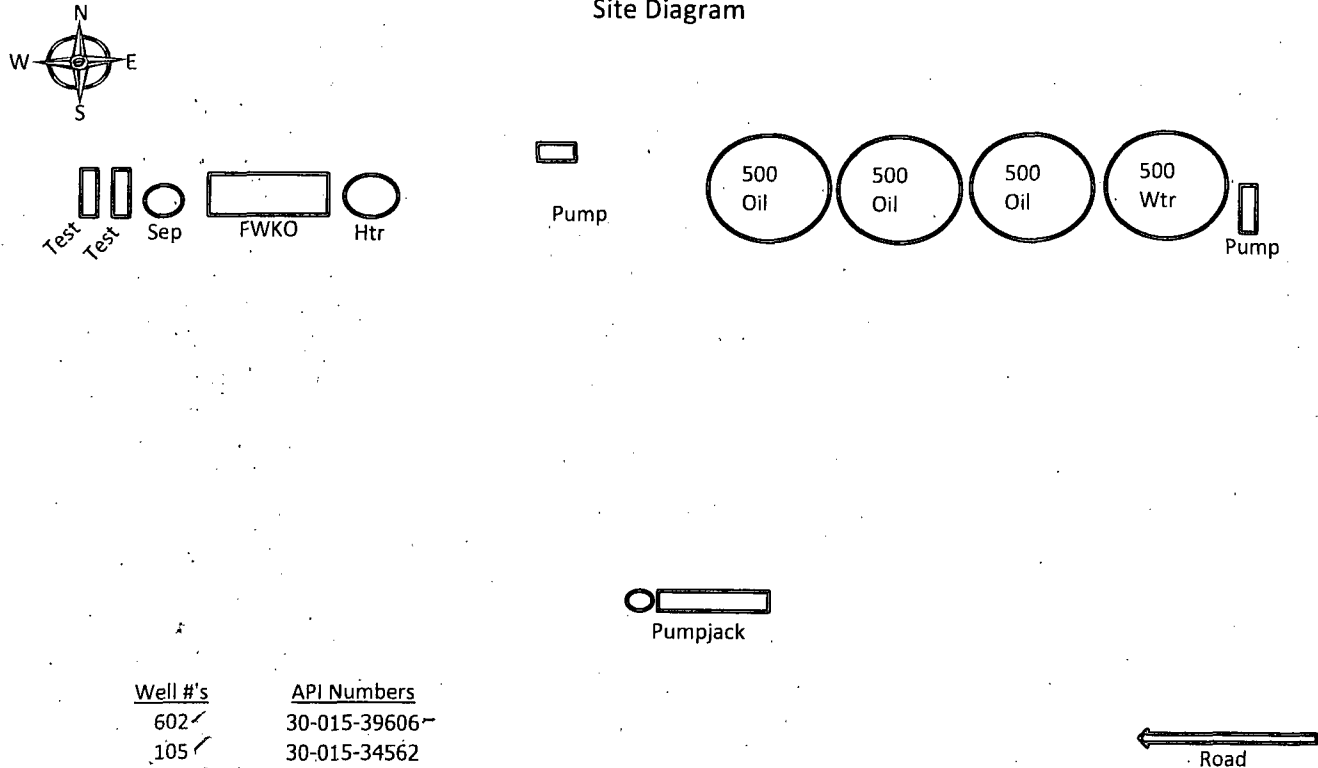 Site Diagram
N
W E
S
500 Oil
500 Oil
500 Oil
500 Wtr
Test
Test
Sep
FWKO
Htr
Pump
Pump
Pumpjack
Well #'s API Numbers
602 30-015-39606
105 30-015-34562
Road